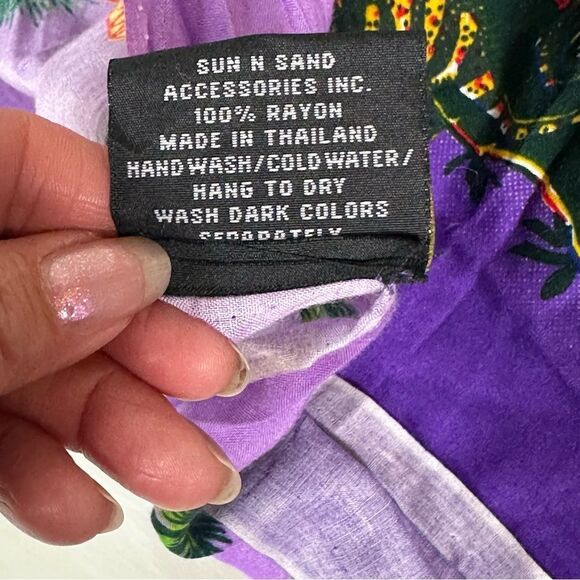 SUN N SAND
ACCESSORIES INC.
100% RAYON
MADE IN THAILAND
HAND WASH/COLD WATER/
HANG TO DRY
WASH DARK COLORS
SEPARATELY